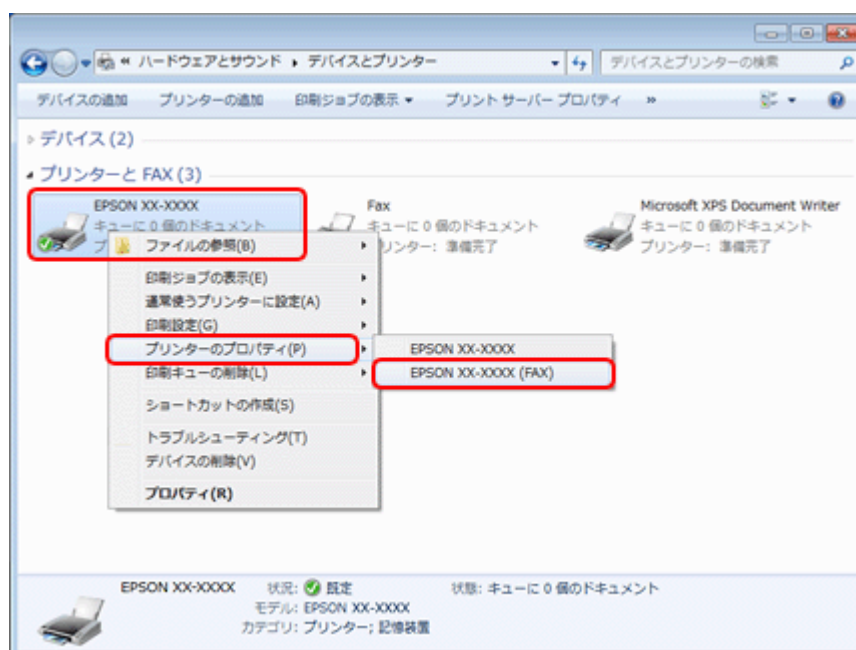 « ハードウェアとサウンド ▸ デバイスとプリンター
デバイスとプリンターの検索
デバイスの追加 プリンターの追加 印刷ジョブの表示 ▼ プリント サーバー プロパティ »
デバイス (2)
プリンターと FAX (3)
EPSON XX-XXXX
キューに 0 個のドキュメント
プ
Fax
キューに 0 個のドキュメント
プリンター: 準備完了
Microsoft XPS Document Writer
キューに 0 個のドキュメント
プリンター: 準備完了
ファイルの参照(B)
印刷ジョブの表示(E)
通常使うプリンターに設定(A)
印刷設定(G)
プリンターのプロパティ(P)
印刷キューの削除(L)
ショートカットの作成(S)
トラブルシューティング(T)
デバイスの削除(V)
プロパティ(R)
EPSON XX-XXXX
EPSON XX-XXXX (FAX)
EPSON XX-XXXX 状況: 既定 状態: キューに 0 個のドキュメント
モデル: EPSON XX-XXXX
カテゴリ: プリンター; 記憶装置